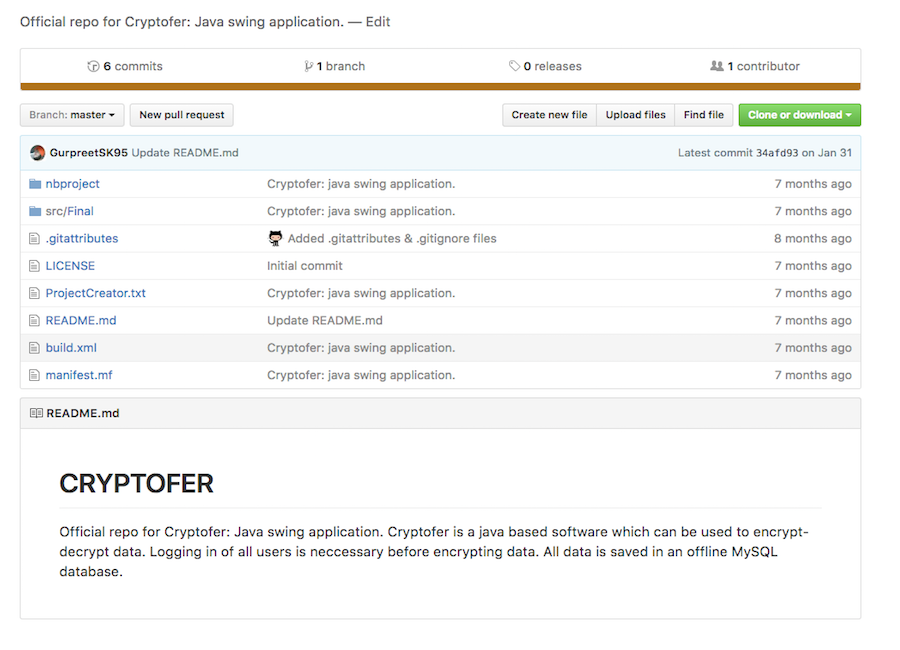 Official repo for Cryptofer: Java swing application. — Edit
6 commits 1 branch 0 releases 1 contributor
Branch: master New pull request Create new file Upload files Find file Clone or download
GurpreetSK95 Update README.md Latest commit 34afd93 on Jan 31
nbproject Cryptofer: java swing application. 7 months ago
src/Final Cryptofer: java swing application. 7 months ago
.gitattributes Added .gitattributes & .gitignore files 8 months ago
LICENSE Initial commit 7 months ago
ProjectCreator.txt Cryptofer: java swing application. 7 months ago
README.md Update README.md 7 months ago
build.xml Cryptofer: java swing application. 7 months ago
manifest.mf Cryptofer: java swing application. 7 months ago
README.md
CRYPTOFER
Official repo for Cryptofer: Java swing application. Cryptofer is a java based software which can be used to encrypt-
decrypt data. Logging in of all users is neccessary before encrypting data. All data is saved in an offline MySQL
database.